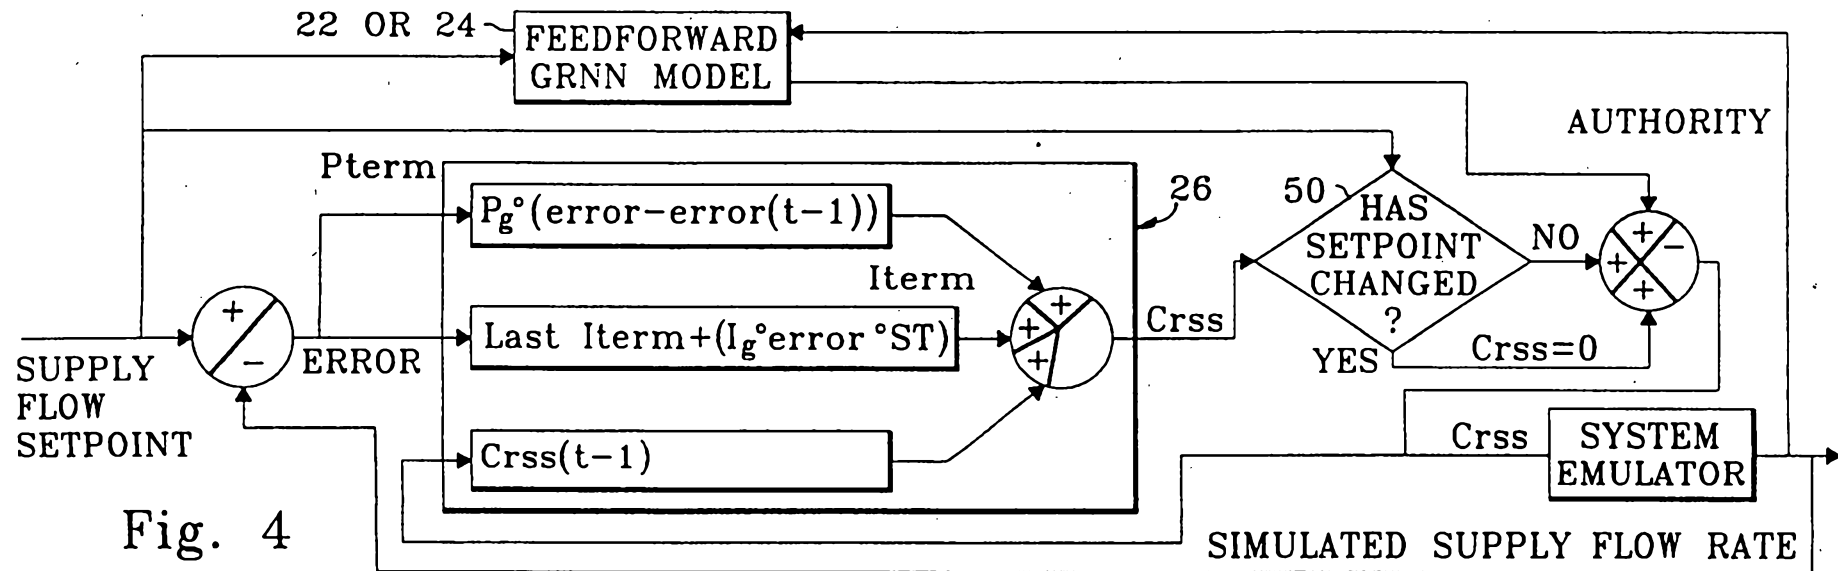 22 OR 24
FEEDFORWARD
GRNN MODEL
AUTHORITY
Pterm
26
50
Pg°(error-error(t-1))
HAS
SETPOINT
CHANGED
?
NO
+
-
+
+
Iterm
+
+
+
Crss
+
-
ERROR
Last Iterm+(Ig°error °ST)
YES
Crss=0
SUPPLY
FLOW
SETPOINT
Crss(t-1)
Crss
SYSTEM
EMULATOR
Fig. 4
SIMULATED SUPPLY FLOW RATE